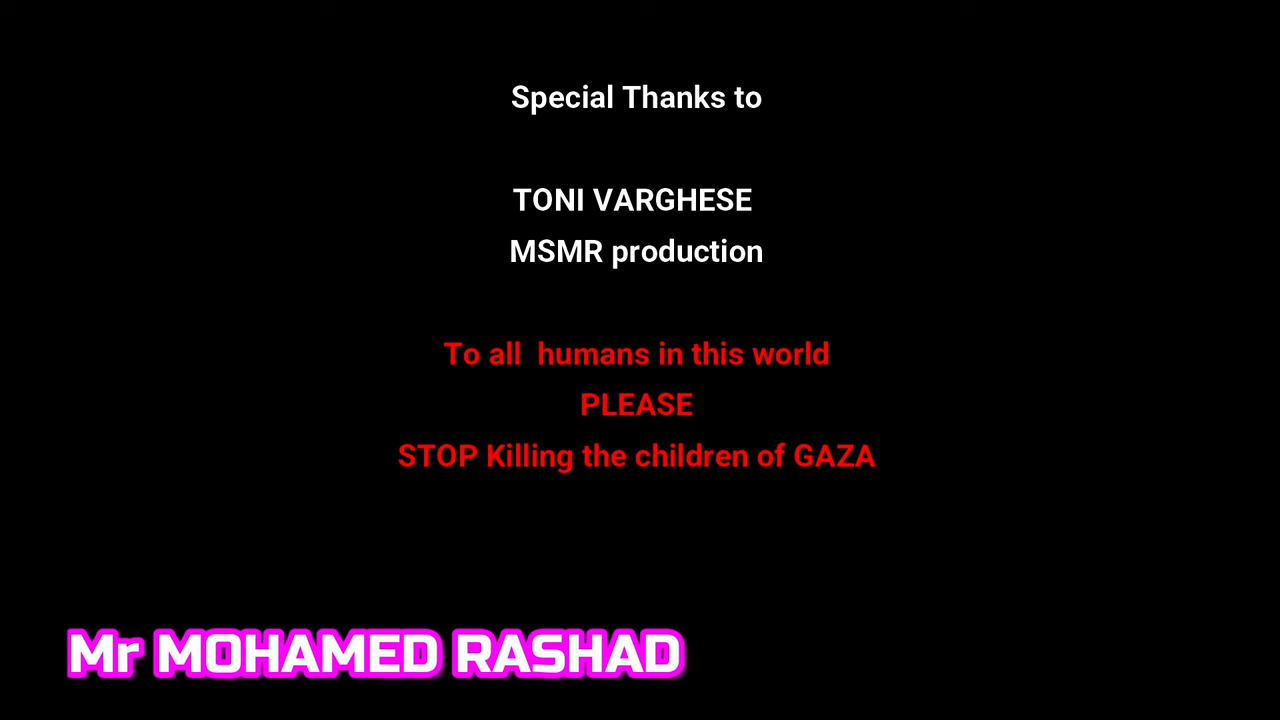 Special Thanks to
TONI VARGHESE
MSMR production
To all  humans in this world
PLEASE
STOP Killing the children of GAZA
Mr MOHAMED RASHAD